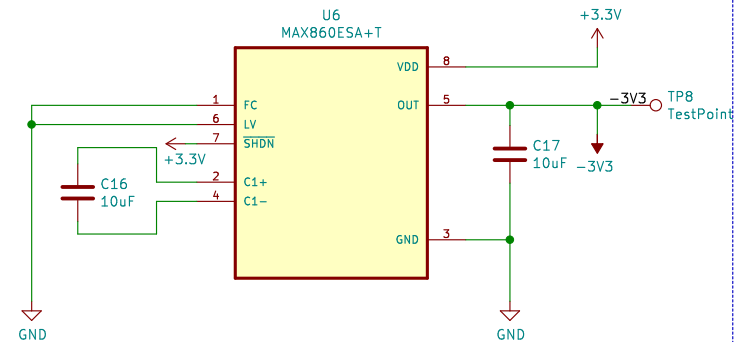 U6
MAX860ESA+T
+3.3V
VDD
8
1
FC
OUT
5
-3V3
TP8
TestPoint
6
LV
7
SHDN
+3.3V
C17
10uF
-3V3
C16
10uF
2
C1+
4
C1-
GND
3
GND
GND